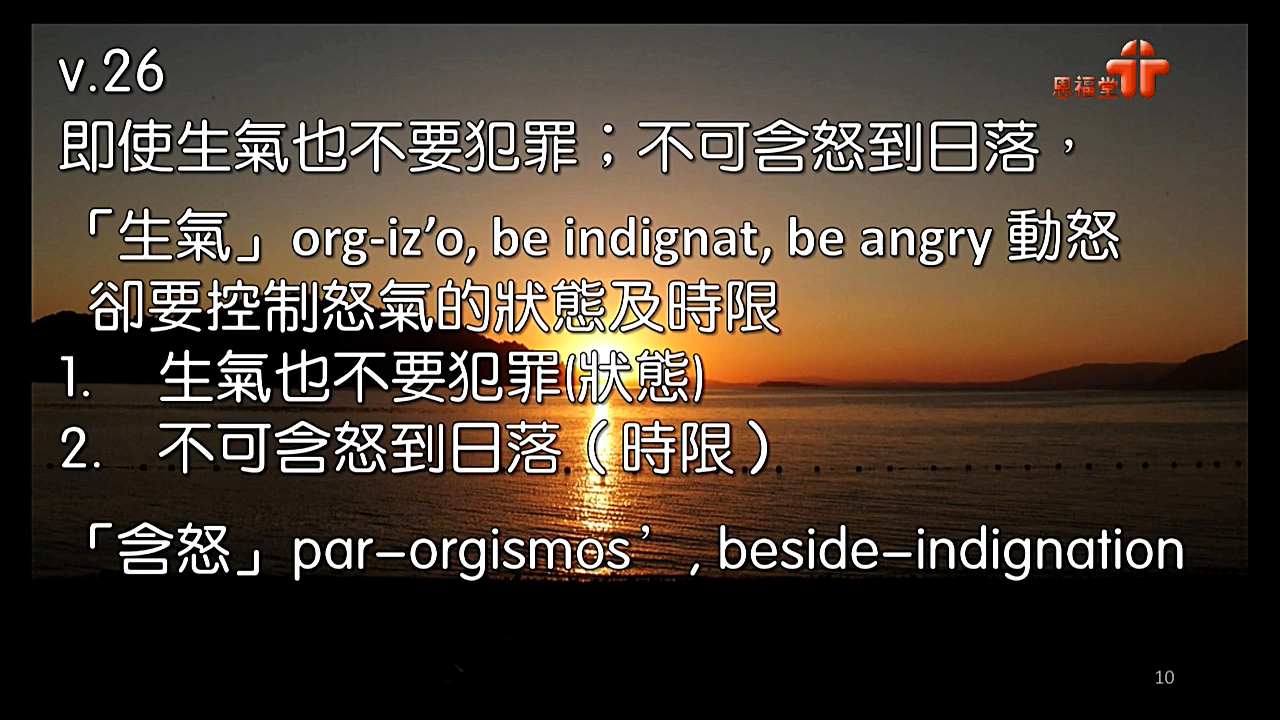 v.26
恩福堂
即使生氣也不要犯罪；不可含怒到日落，
「生氣」org-iz’o, be indignat, be angry 動怒
卻要控制怒氣的狀態及時限
1. 生氣也不要犯罪(狀態)
2. 不可含怒到日落（時限）
「含怒」par–orgismos’, beside–indignation
10